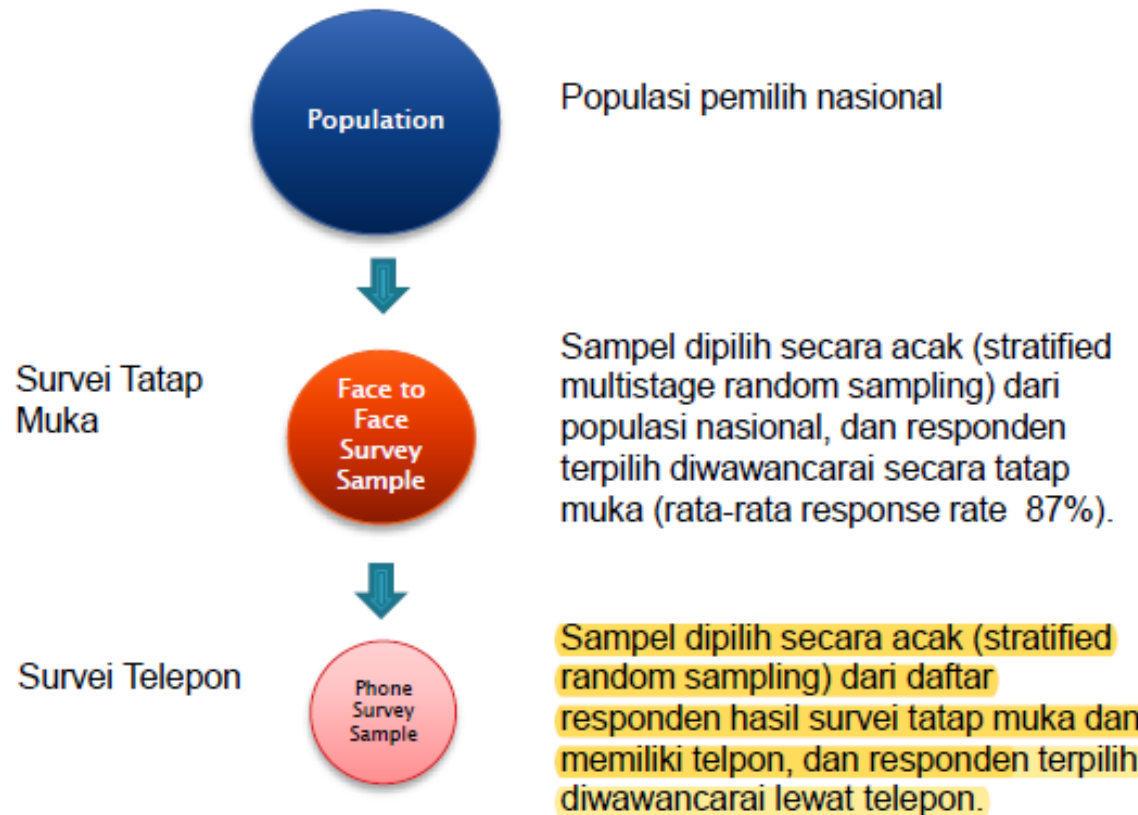 Population
Populasi pemilih nasional
Survei Tatap
Muka
Face to
Face
Survey
Sample
Sampel dipilih secara acak (stratified
multistage random sampling) dari
populasi nasional, dan responden
terpilih diwawancarai secara tatap
muka (rata-rata response rate 87%).
Survei Telepon
Phone
Survey
Sample
Sampel dipilih secara acak (stratified
random sampling) dari daftar
responden hasil survei tatap muka dan
memiliki telpon, dan responden terpilih
diwawancarai lewat telepon.